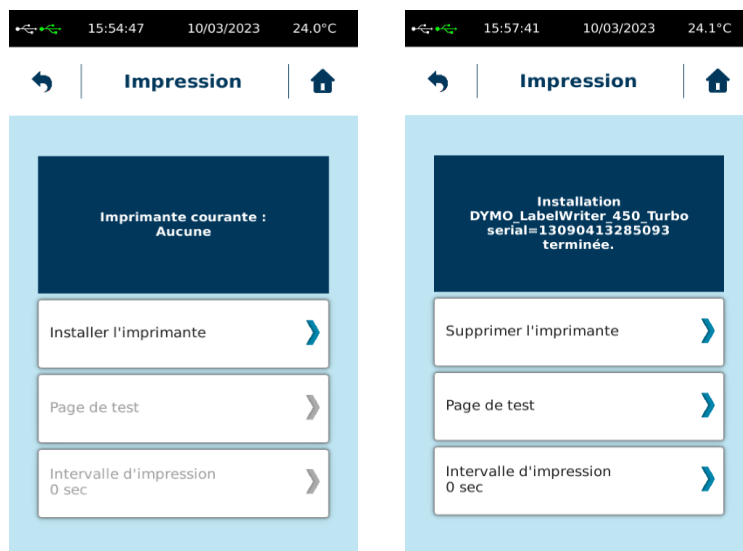 15:54:47 10/03/2023 24.0°C
Impression
Imprimante courante :
Aucune
Installer l'imprimante
Page de test
Intervalle d'impression
0 sec
15:57:41 10/03/2023 24.1°C
Impression
Installation
DYMO_LabelWriter_450_Turbo
serial=13090413285093
terminée.
Supprimer l'imprimante
Page de test
Intervalle d'impression
0 sec